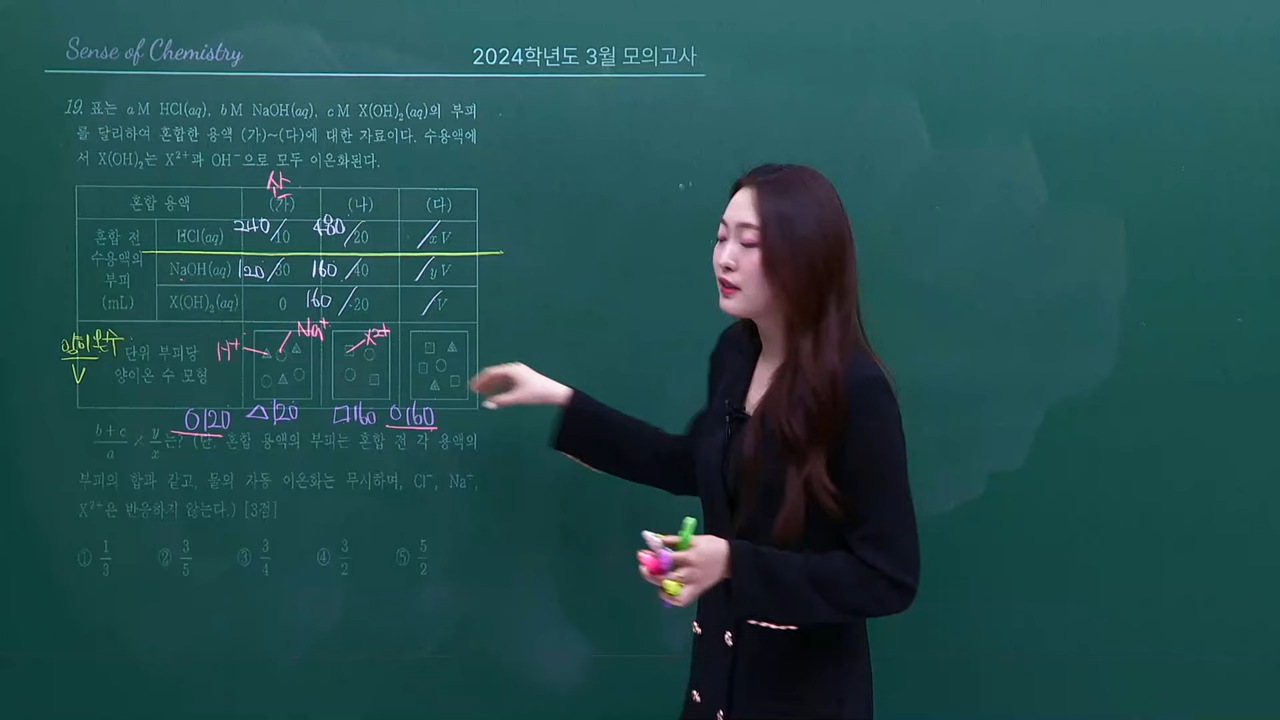 Sense of Chemistry
2024학년도 3월 모의고사
19. 표는 a M HCl(aq), b M NaOH(aq), c M X(OH)₂(aq)의 부피
를 달리하여 혼합한 용액 (가)~(다)에 대한 자료이다. 수용액에
서 X(OH)₂는 X²⁺과 OH⁻으로 모두 이온화된다.
산
혼합 용액 (가) (나) (다)
혼합 전 수용액의 부피 (mL)
HCl(aq) 240/10 480/20 /xV
NaOH(aq) 120/30 160/40 /yV
X(OH)₂(aq) 0 160/20 /V
단위 부피당
양이온 수 모형
H⁺ Na⁺ X²⁺
○120 △120 □160 ○160
b+c/a × y/x는? (단, 혼합 용액의 부피는 혼합 전 각 용액의
부피의 합과 같고, 물의 자동 이온화는 무시하며, Cl⁻, Na⁺,
X²⁺은 반응하지 않는다.) [3점]
① 1/3 ② 3/5 ③ 3/4 ④ 3/2 ⑤ 5/2